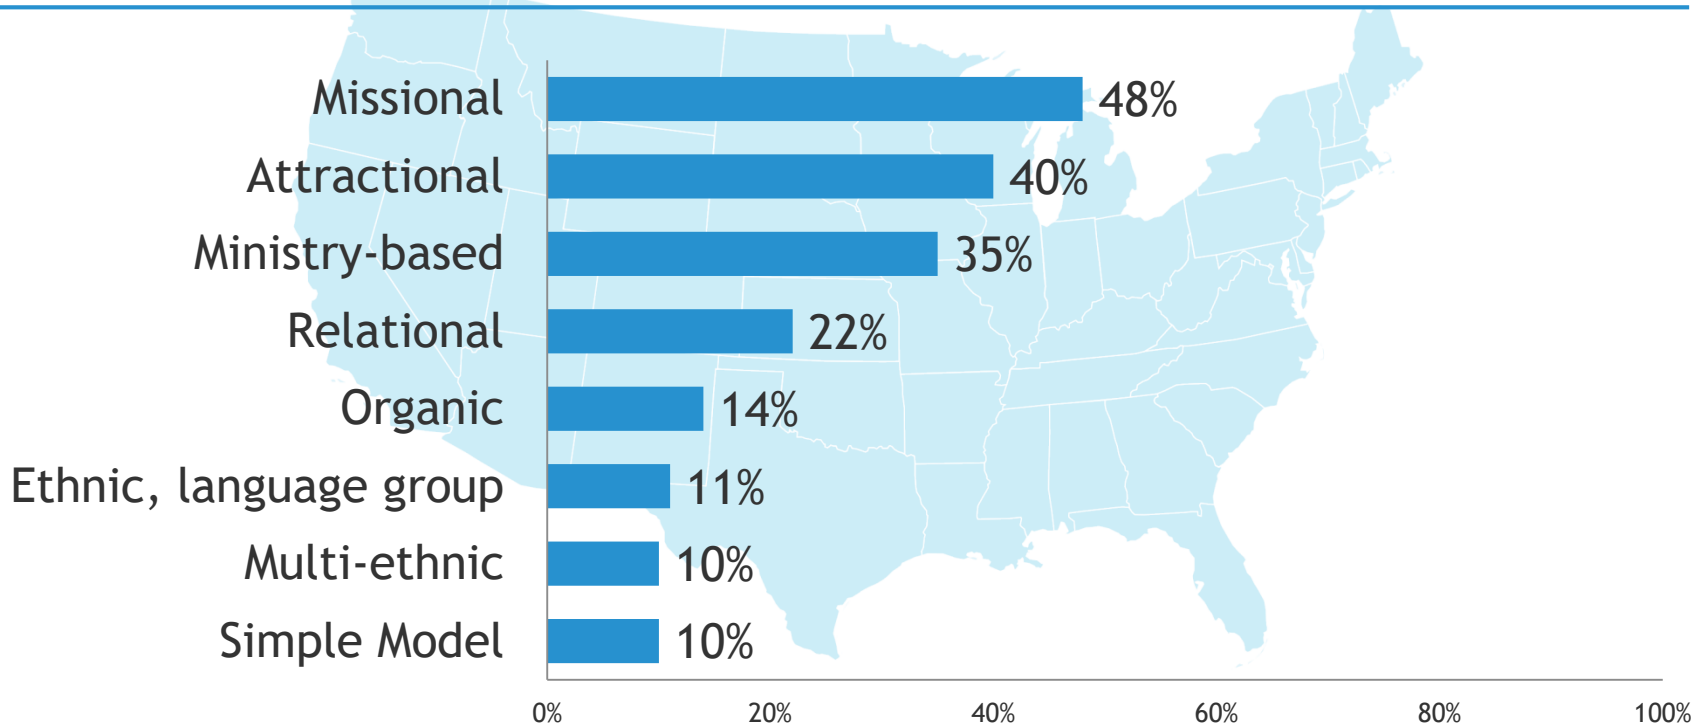 Missional 48%
Attractional 40%
Ministry-based 35%
Relational 22%
Organic 14%
Ethnic, language group 11%
Multi-ethnic 10%
Simple Model 10%
0% 20% 40% 60% 80% 100%